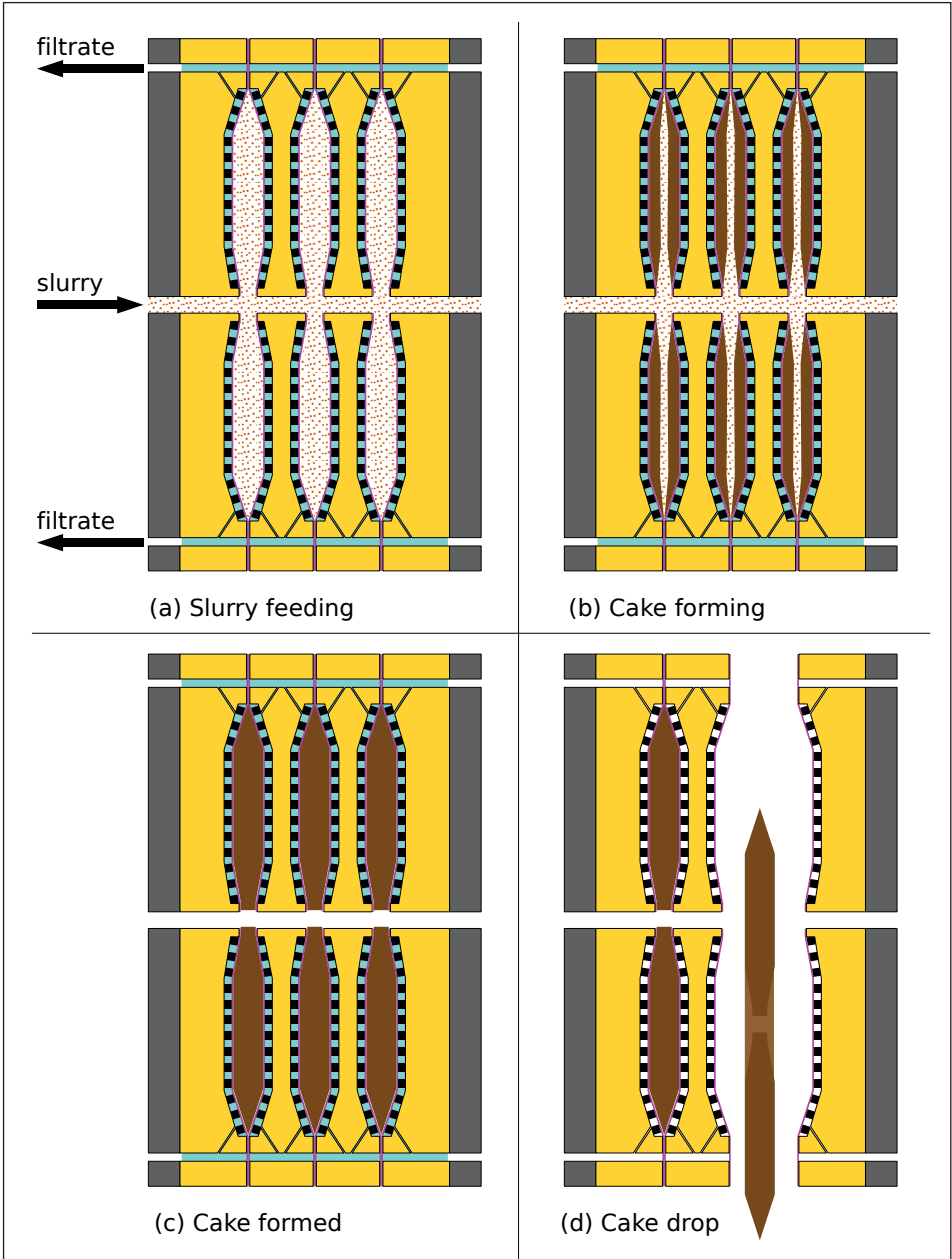 filtrate
slurry
filtrate
(a) Slurry feeding
(b) Cake forming
(c) Cake formed
(d) Cake drop